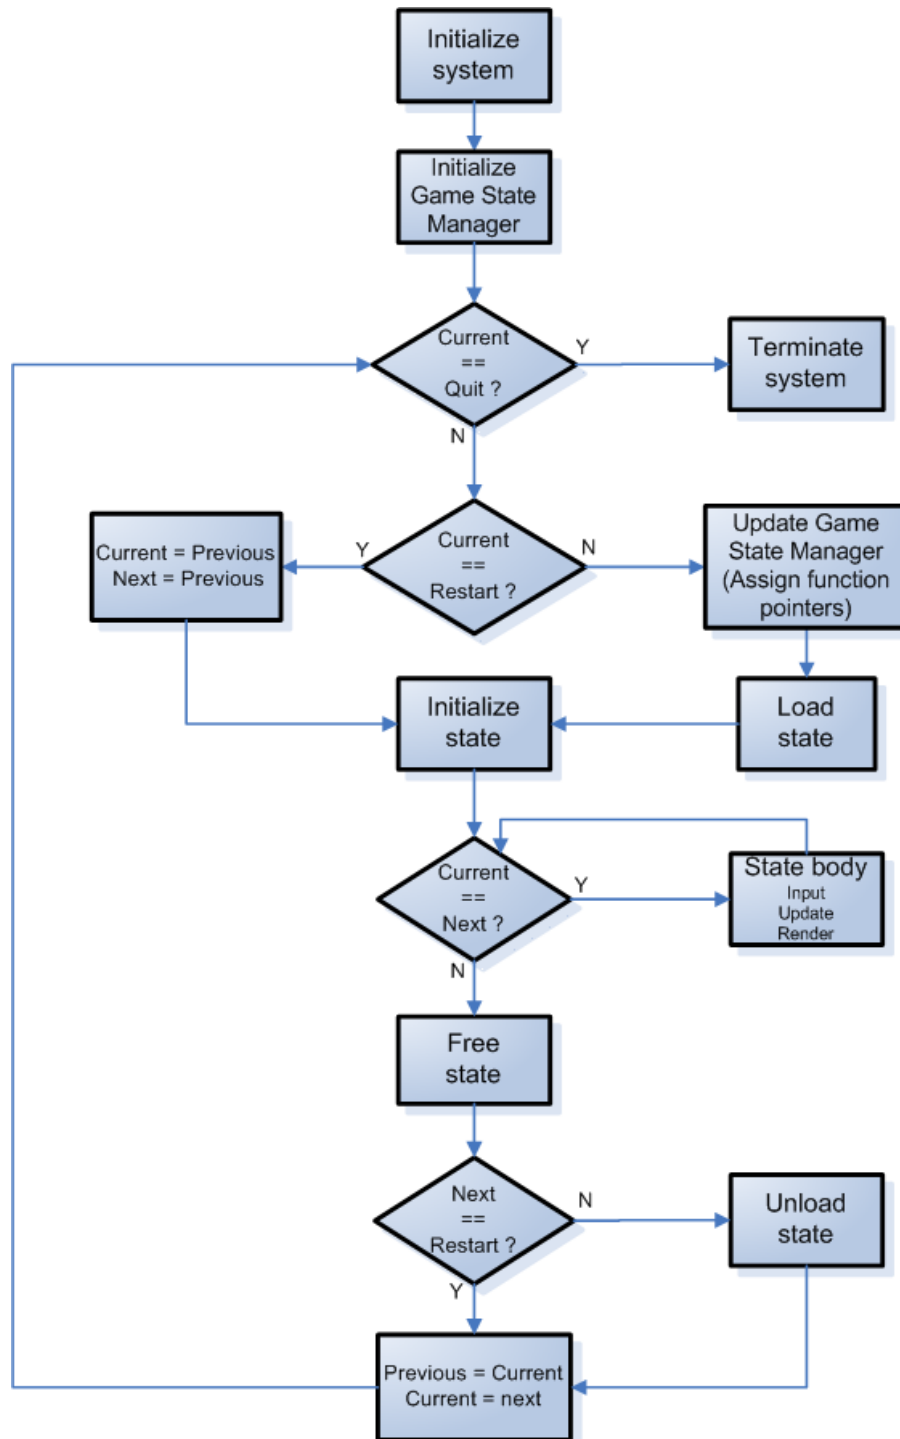 Initialize
system
Initialize
Game State
Manager
Current
==
Quit ?
Y
Terminate
system
N
Current = Previous
Next = Previous
Y
Current
==
Restart ?
N
Update Game
State Manager
(Assign function
pointers)
Initialize
state
Load
state
Current
==
Next ?
Y
State body
Input
Update
Render
N
Free
state
Next
==
Restart ?
N
Unload
state
Y
Previous = Current
Current = next